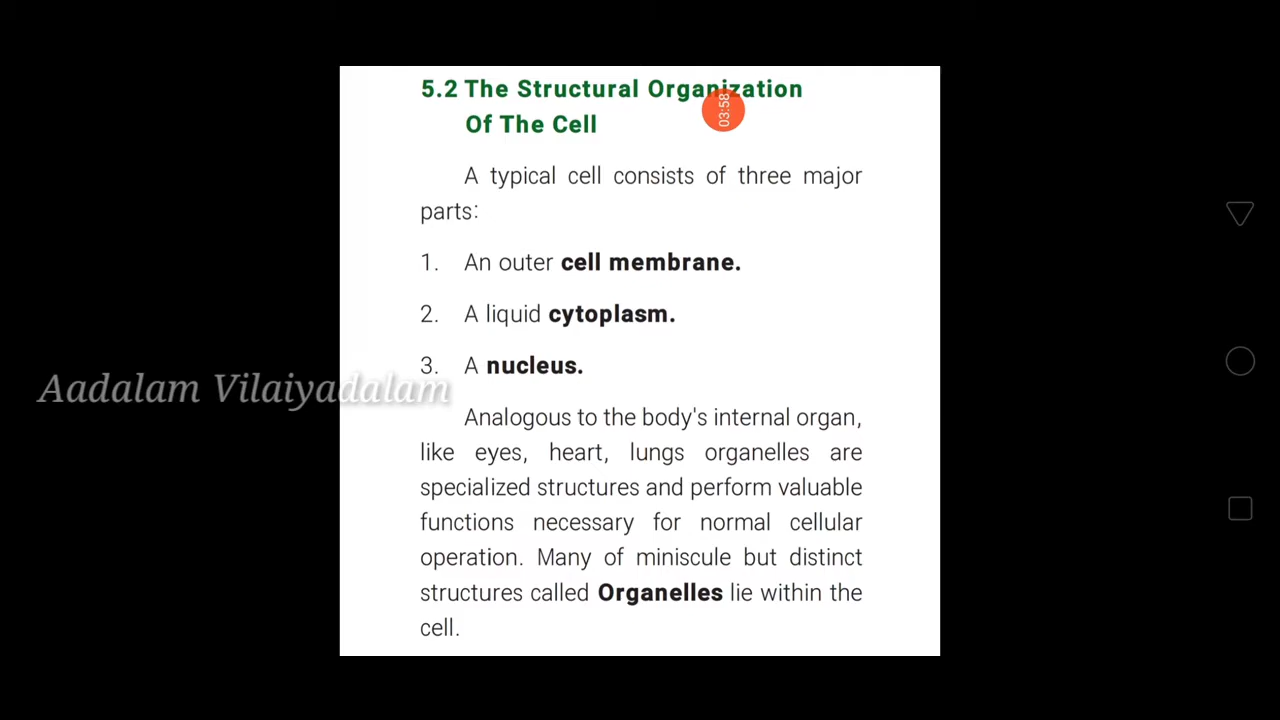 5.2 The Structural Organization
Of The Cell
03:58
A typical cell consists of three major
parts:
1. An outer cell membrane.
2. A liquid cytoplasm.
3. A nucleus.
Aadalam Vilaiyadalam
Analogous to the body's internal organ,
like eyes, heart, lungs organelles are
specialized structures and perform valuable
functions necessary for normal cellular
operation. Many of miniscule but distinct
structures called Organelles lie within the
cell.